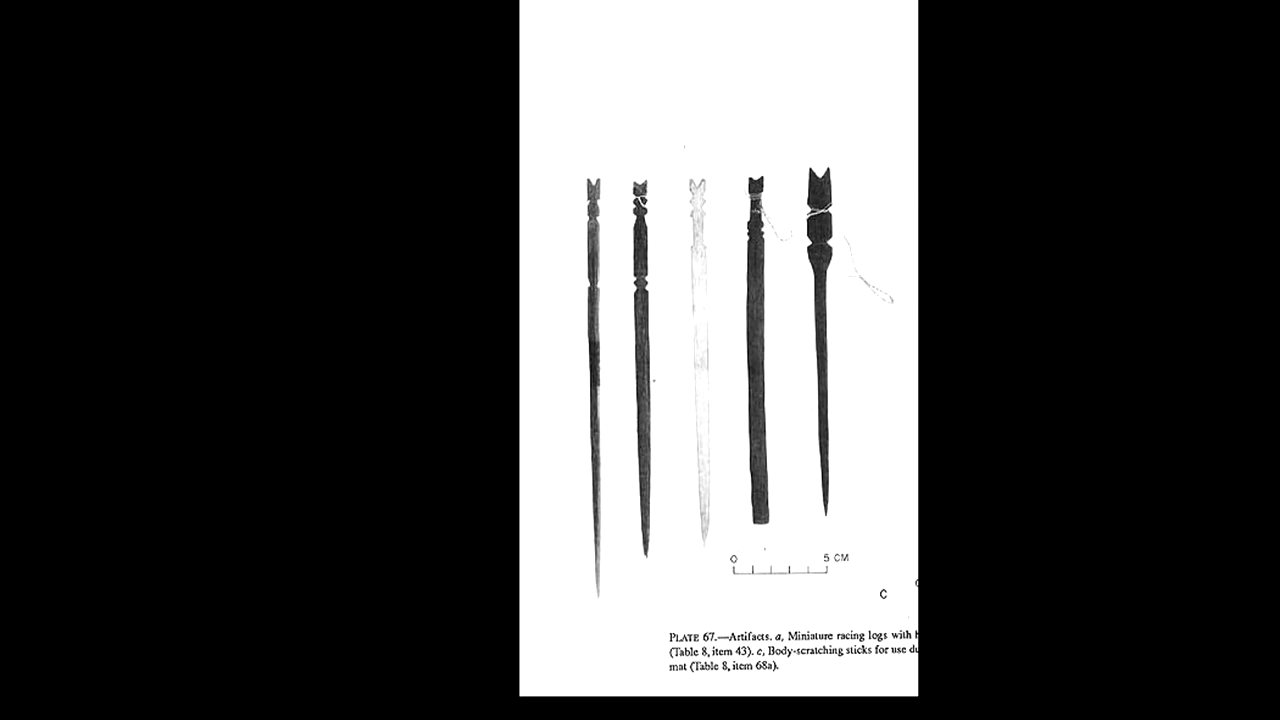 0 5 CM
C
PLATE 67.—Artifacts. a, Miniature racing logs with
(Table 8, item 43). c, Body-scratching sticks for use
mat (Table 8, item 68a).